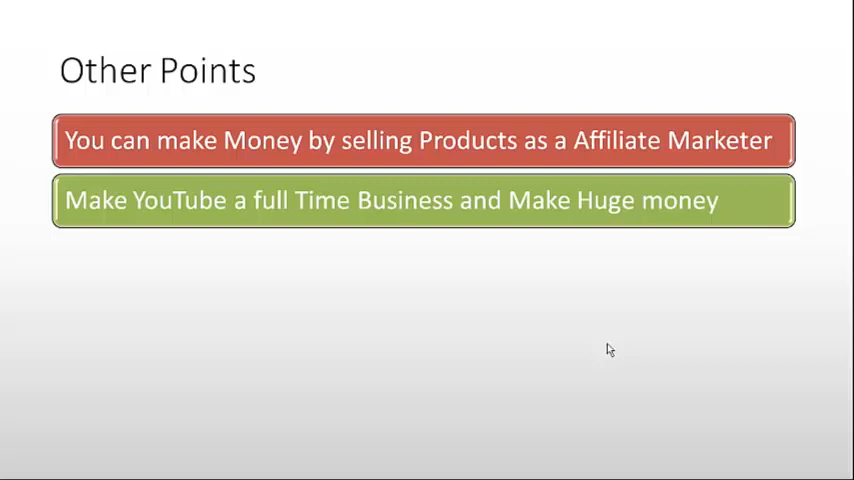 Other Points
You can make Money by selling Products as a Affiliate Marketer
Make YouTube a full Time Business and Make Huge money